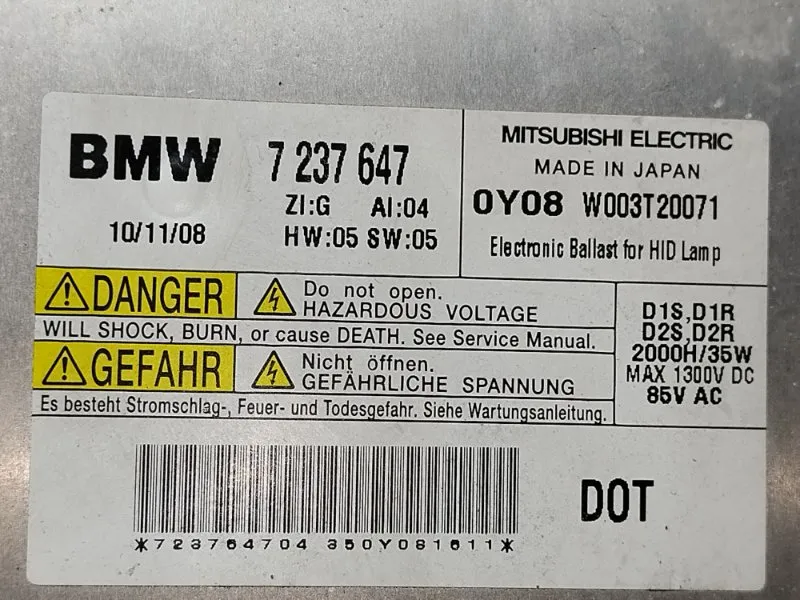 BMW 7 237 647
ZI:G AI:04
10/11/08 HW:05 SW:05
MITSUBISHI ELECTRIC
MADE IN JAPAN
0Y08 W003T20071
Electronic Ballast for HID Lamp
DANGER
Do not open.
HAZARDOUS VOLTAGE
WILL SHOCK, BURN, or cause DEATH. See Service Manual.
GEFAHR
Nicht öffnen.
GEFÄHRLICHE SPANNUNG
Es besteht Stromschlag-, Feuer- und Todesgefahr. Siehe Wartungsanleitung.
D1S,D1R
D2S,D2R
2000H/35W
MAX 1300V DC
85V AC
*723764704 350Y081611*
DOT